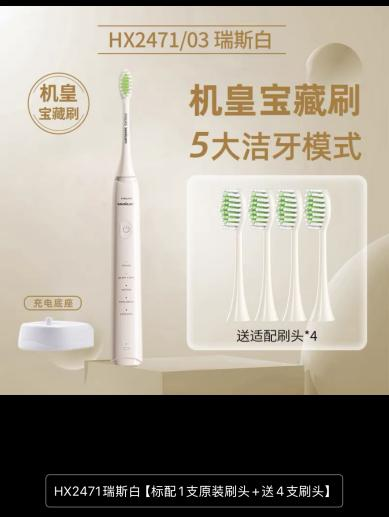 HX2471/03 瑞斯白
机皇
宝藏刷
机皇宝藏刷
5大洁牙模式
充电底座
送适配刷头*4
HX2471瑞斯白【标配1支原装刷头+送4支刷头】